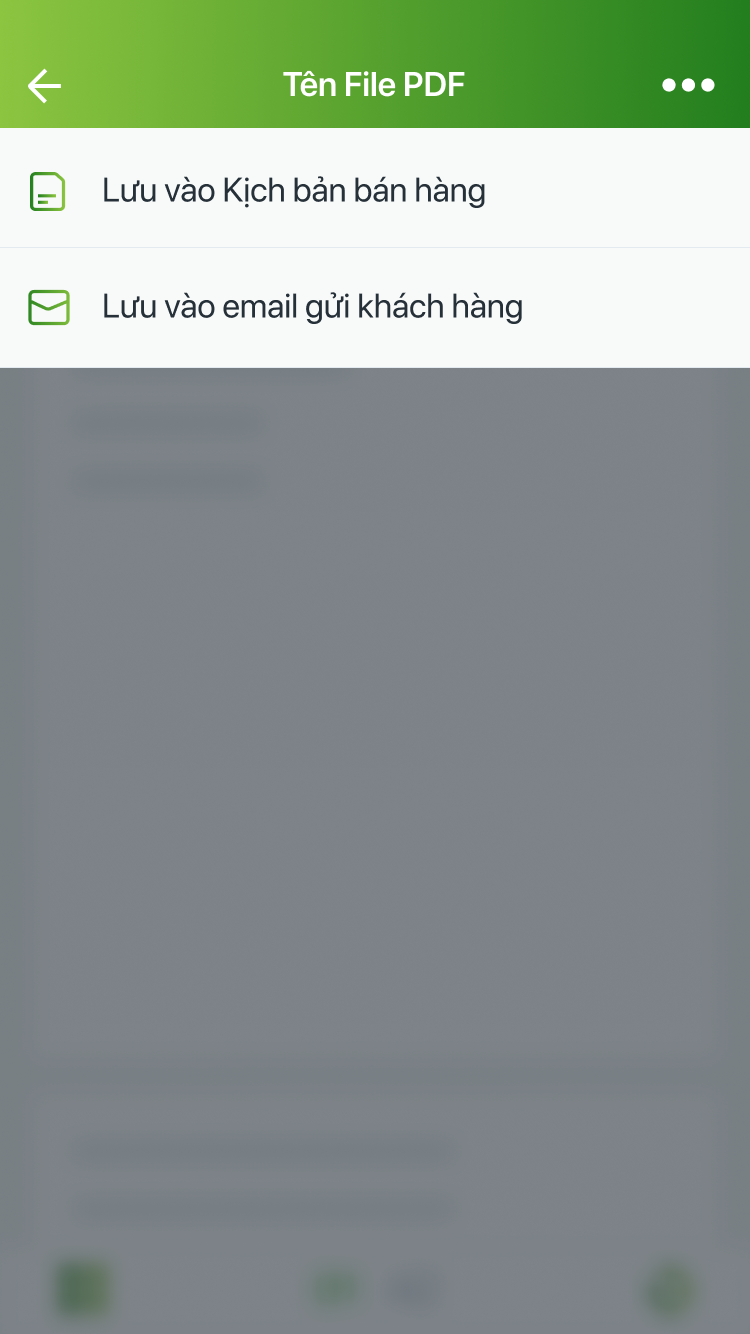 Tên File PDF
Lưu vào Kịch bản bán hàng
Lưu vào email gửi khách hàng